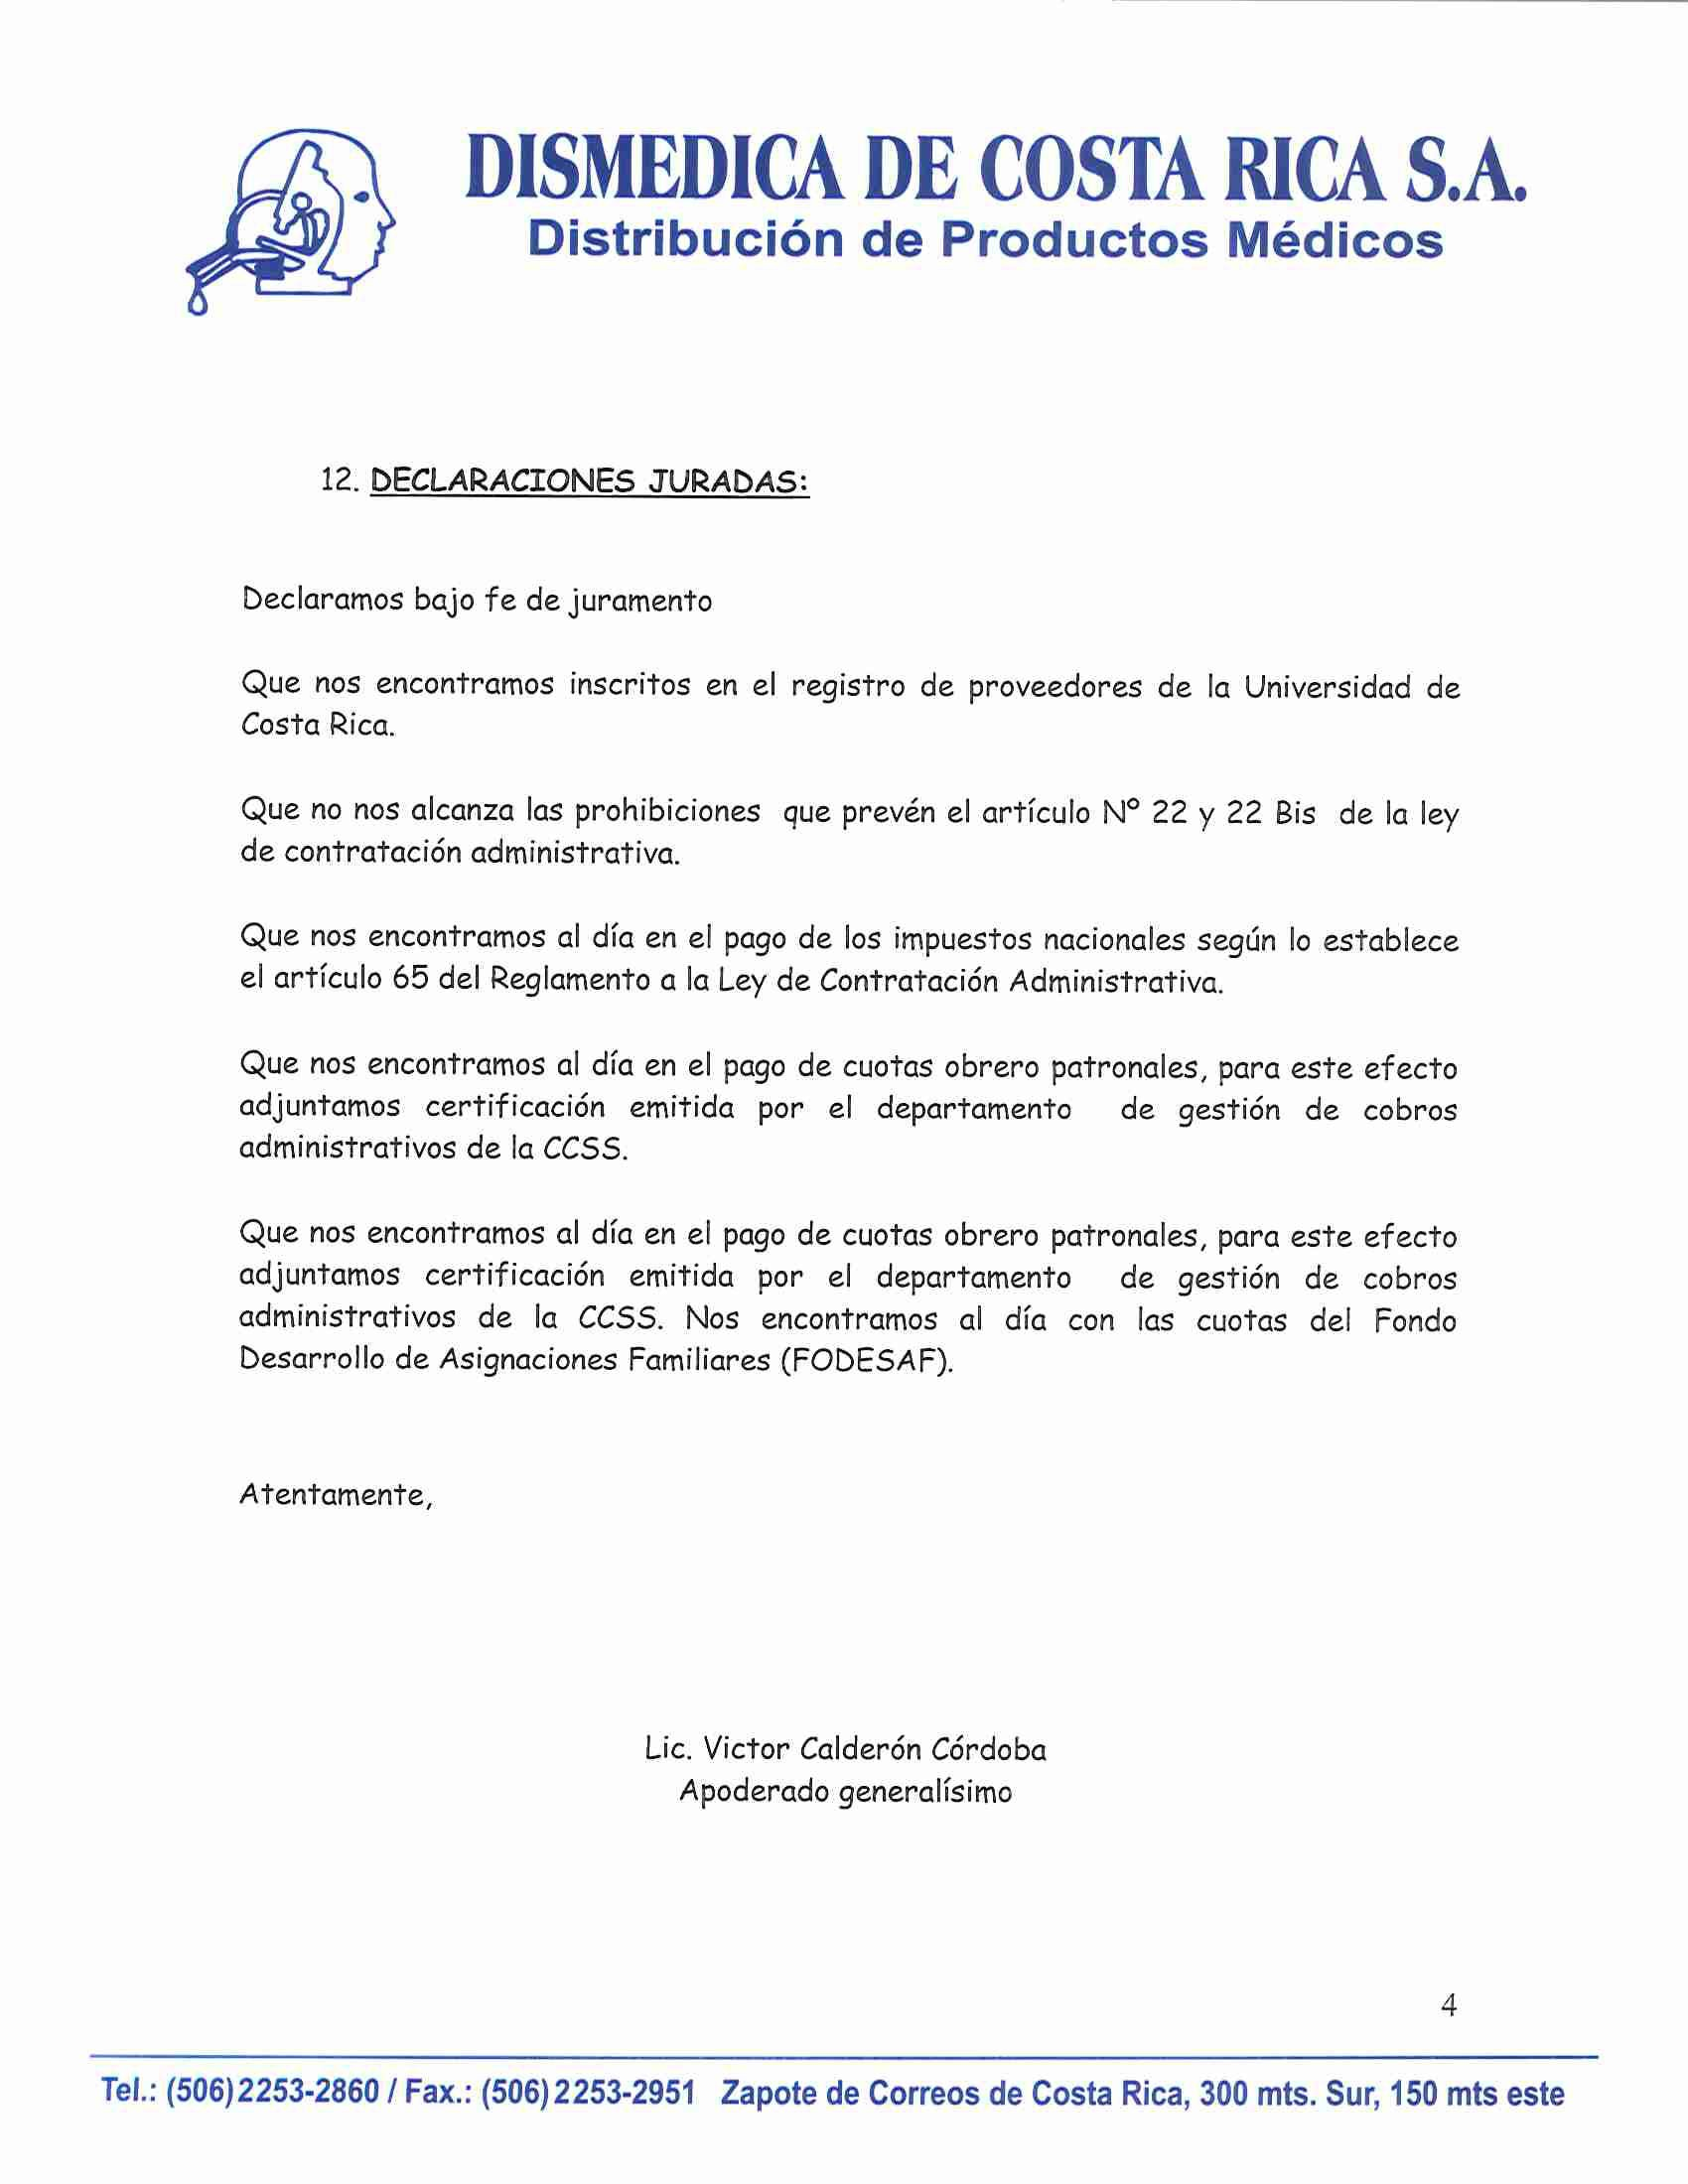 DISMEDICA DE COSTA RICA S.A.
Distribución de Productos Médicos
12. DECLARACIONES JURADAS:
Declaramos bajo fe de juramento
Que nos encontramos inscritos en el registro de proveedores de la Universidad de
Costa Rica.
Que no nos alcanza las prohibiciones que prevén el artículo Nº 22 y 22 Bis de la ley
de contratación administrativa.
Que nos encontramos al día en el pago de los impuestos nacionales según lo establece
el artículo 65 del Reglamento a la Ley de Contratación Administrativa.
Que nos encontramos al día en el pago de cuotas obrero patronales, para este efecto
adjuntamos certificación emitida por el departamento de gestión de cobros
administrativos de la CCSS.
Que nos encontramos al día en el pago de cuotas obrero patronales, para este efecto
adjuntamos certificación emitida por el departamento de gestión de cobros
administrativos de la CCSS. Nos encontramos al día con las cuotas del Fondo
Desarrollo de Asignaciones Familiares (FODESAF).
Atentamente,
Lic. Victor Calderón Córdoba
Apoderado generalísimo
4
Tel.: (506)2253-2860 / Fax.: (506)2253-2951 Zapote de Correos de Costa Rica, 300 mts. Sur, 150 mts este